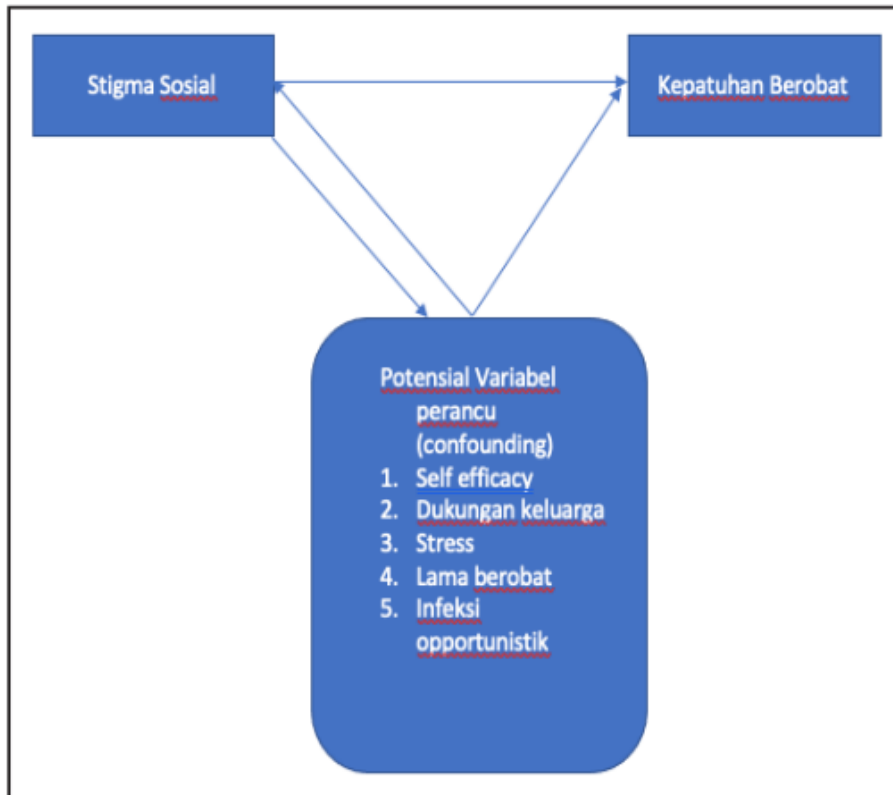 Stigma Sosial
Kepatuhan Berobat
Potensial Variabel
perancu
(confounding)
1. Self efficacy
2. Dukungan keluarga
3. Stress
4. Lama berobat
5. Infeksi
opportunistik